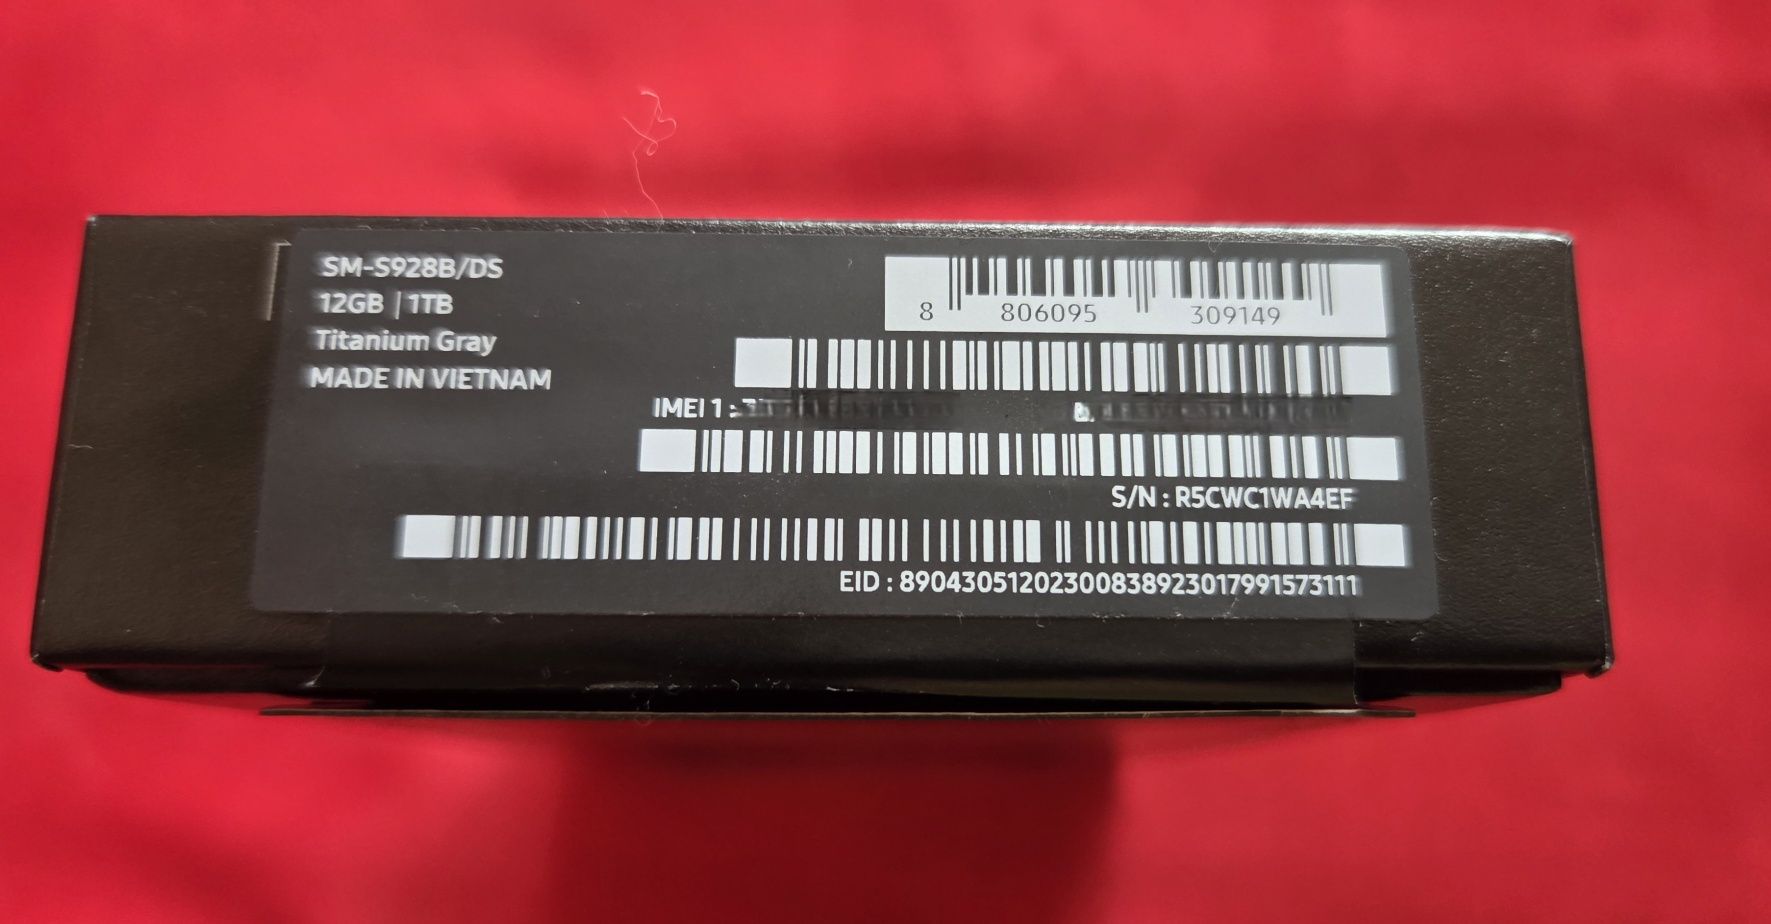 SM-S928B/DS
12GB | 1TB
Titanium Gray
MADE IN VIETNAM
8 806095 309149
IMEI 1 :
S/N : R5CWC1WA4EF
EID : 89043051202300838923017991573111